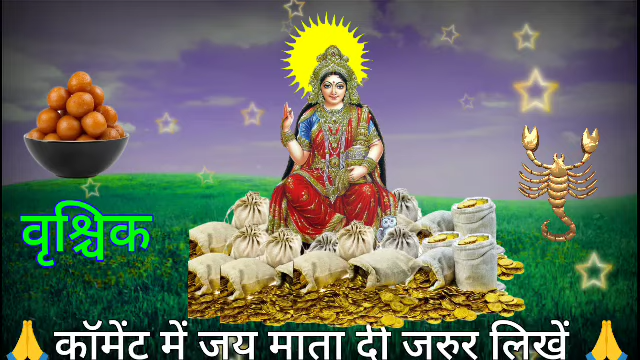 वृश्चिक
🙏 कॉमेंट में जय माता दी जरुर लिखें 🙏